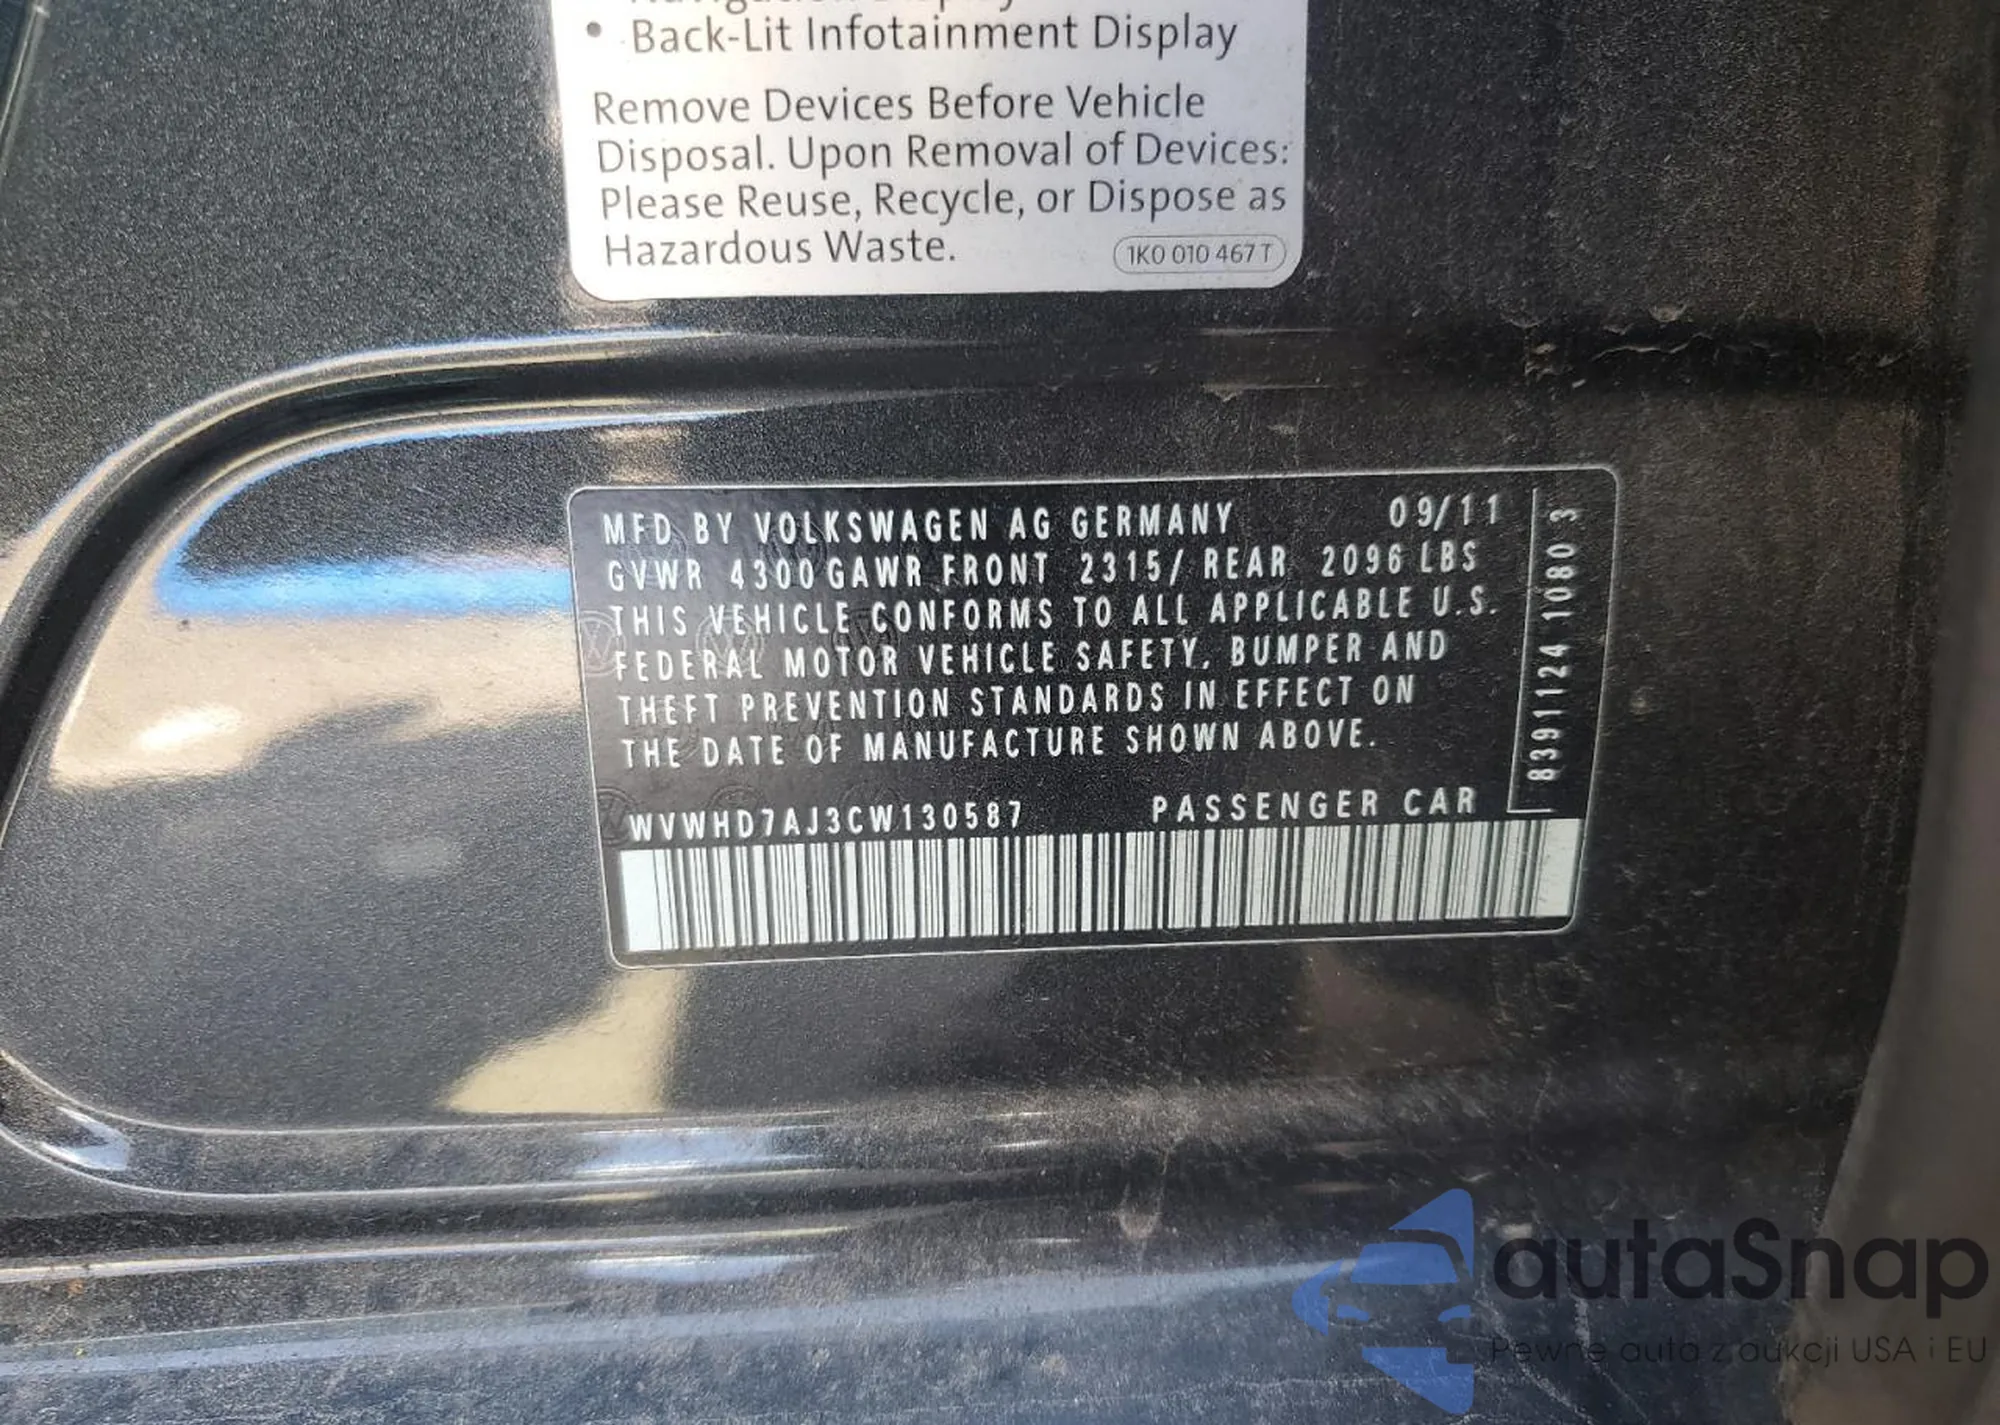 • Back-Lit Infotainment Display
Remove Devices Before Vehicle
Disposal. Upon Removal of Devices:
Please Reuse, Recycle, or Dispose as
Hazardous Waste.
1K0 010 467 T
MFD BY VOLKSWAGEN AG GERMANY 09/11
GVWR 4300 GAWR FRONT 2315/ REAR 2096 LBS
THIS VEHICLE CONFORMS TO ALL APPLICABLE U.S.
FEDERAL MOTOR VEHICLE SAFETY, BUMPER AND
THEFT PREVENTION STANDARDS IN EFFECT ON
THE DATE OF MANUFACTURE SHOWN ABOVE.
WVWHD7AJ3CW130587 PASSENGER CAR
8391124 1080 3
autaSnap
Pewne auta z aukcji USA i EU